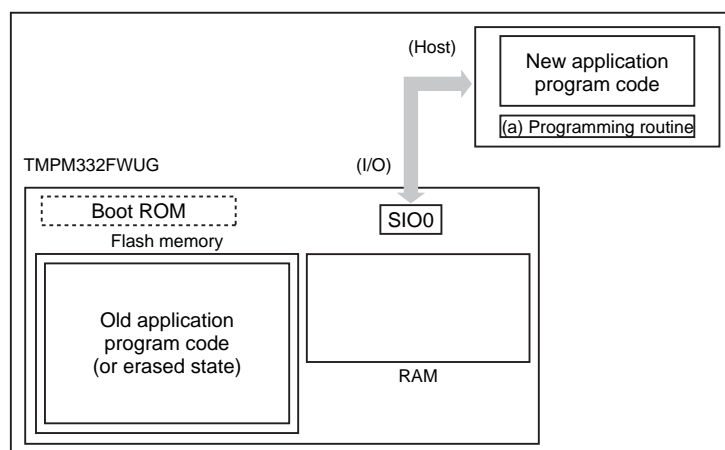 (Host)
New application
program code
(a) Programming routine
TMPM332FWUG
(I/O)
Boot ROM
SIO0
Flash memory
Old application
program code
(or erased state)
RAM